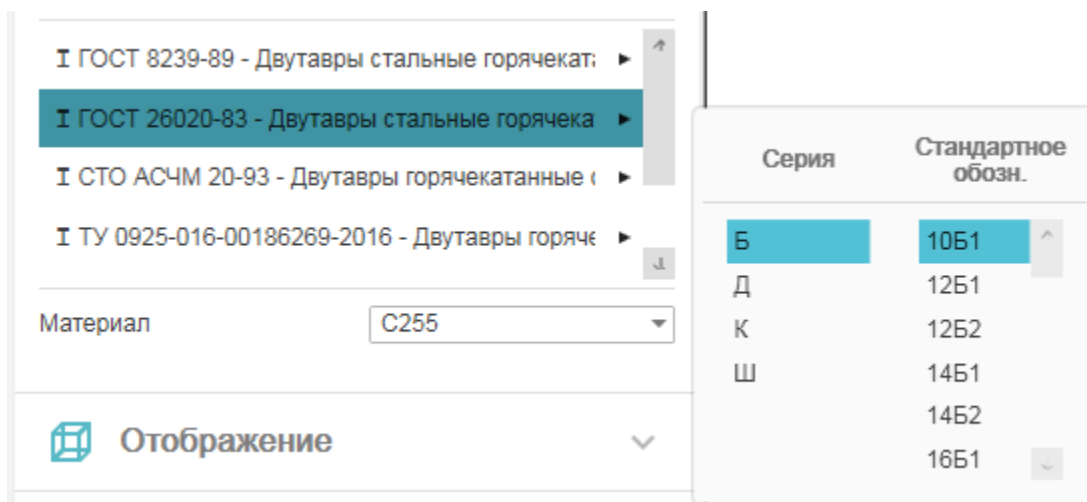 ГОСТ 8239-89 - Двутавры стальные горячекат
ГОСТ 26020-83 - Двутавры стальные горячека
СТО АСЧМ 20-93 - Двутавры горячекатанные с
ТУ 0925-016-00186269-2016 - Двутавры горяче
Материал
С255
Отображение
Серия
Стандартное
обозн.
Б
Д
К
Ш
10Б1
12Б1
12Б2
14Б1
14Б2
16Б1